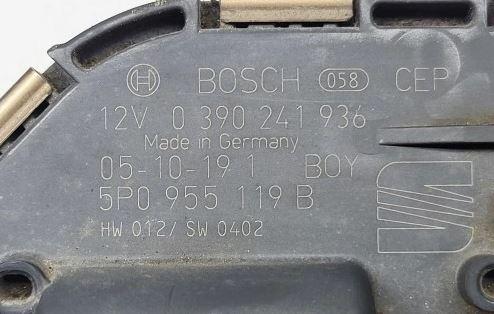 BOSCH 058 CEP
12V 0 390 241 936
Made in Germany
05-10-19 1 BOY
5P0 955 119 B
HW 012/ SW 0402